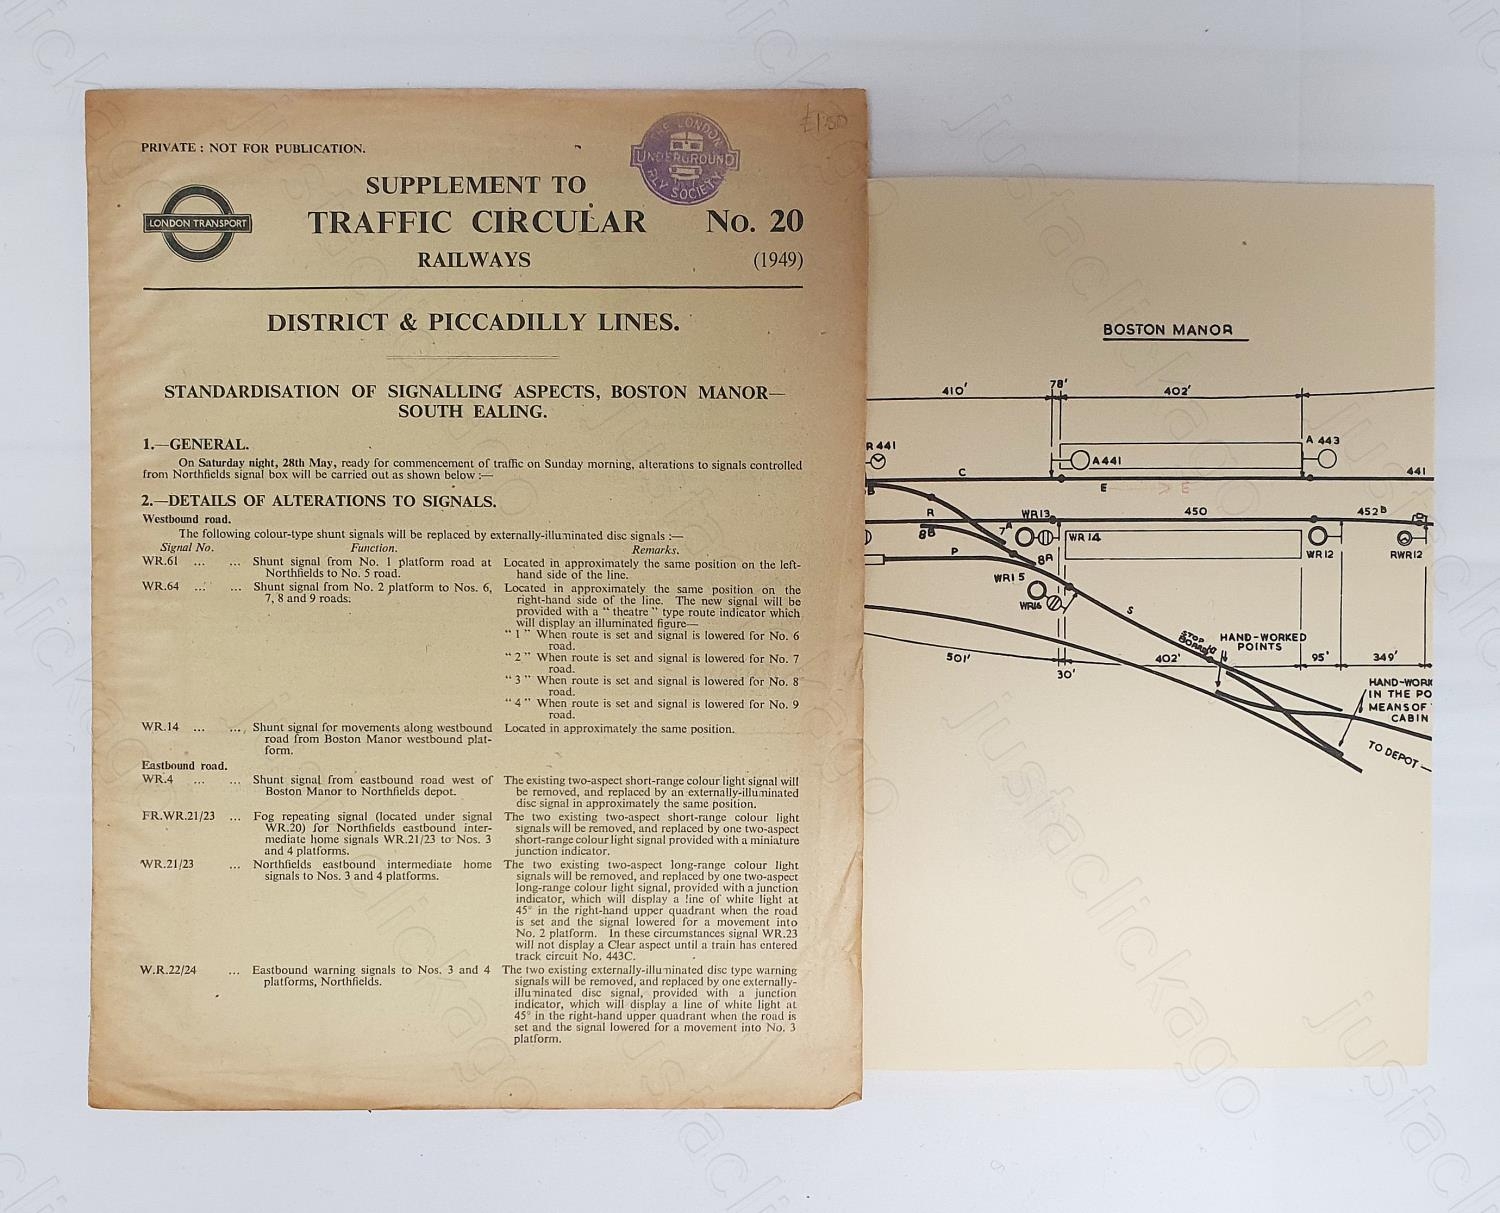 PRIVATE : NOT FOR PUBLICATION.
THE LONDON
UNDERGROUND
RLY SOCIETY
£1.50
LONDON TRANSPORT
SUPPLEMENT TO
TRAFFIC CIRCULAR No. 20
RAILWAYS (1949)
DISTRICT & PICCADILLY LINES.
STANDARDISATION OF SIGNALLING ASPECTS, BOSTON MANOR—
SOUTH EALING.
1.—GENERAL.
On Saturday night, 28th May, ready for commencement of traffic on Sunday morning, alterations to signals controlled
from Northfields signal box will be carried out as shown below :—
2.—DETAILS OF ALTERATIONS TO SIGNALS.
Westbound road.
The following colour-type shunt signals will be replaced by externally-illuminated disc signals :—
Signal No. Function. Remarks.
WR.61 ... ... Shunt signal from No. 1 platform road at
Northfields to No. 5 road.
Located in approximately the same position on the left-
hand side of the line.
WR.64 ... ... Shunt signal from No. 2 platform to Nos. 6,
7, 8 and 9 roads.
Located in approximately the same position on the
right-hand side of the line. The new signal will be
provided with a " theatre " type route indicator which
will display an illuminated figure—
" 1 " When route is set and signal is lowered for No. 6
road.
" 2 " When route is set and signal is lowered for No. 7
road.
" 3 " When route is set and signal is lowered for No. 8
road.
" 4 " When route is set and signal is lowered for No. 9
road.
WR.14 ... ... Shunt signal for movements along westbound
road from Boston Manor westbound plat-
form.
Located in approximately the same position.
Eastbound road.
WR.4 ... ... Shunt signal from eastbound road west of
Boston Manor to Northfields depot.
The existing two-aspect short-range colour light signal will
be removed, and replaced by an externally-illuminated
disc signal in approximately the same position.
FR.WR.21/23 ... Fog repeating signal (located under signal
WR.20) for Northfields eastbound inter-
mediate home signals WR.21/23 to Nos. 3
and 4 platforms.
The two existing two-aspect short-range colour light
signals will be removed, and replaced by one two-aspect
short-range colour light signal provided with a miniature
junction indicator.
WR.21/23 ... Northfields eastbound intermediate home
signals to Nos. 3 and 4 platforms.
The two existing two-aspect long-range colour light
signals will be removed, and replaced by one two-aspect
long-range colour light signal, provided with a junction
indicator, which will display a line of white light at
45° in the right-hand upper quadrant when the road
is set and the signal lowered for a movement into
No. 2 platform. In these circumstances signal WR.23
will not display a Clear aspect until a train has entered
track circuit No. 443C.
W.R.22/24 ... Eastbound warning signals to Nos. 3 and 4
platforms, Northfields.
The two existing externally-illuminated disc type warning
signals will be removed, and replaced by one externally-
illuminated disc signal, provided with a junction
indicator, which will display a line of white light at
45° in the right-hand upper quadrant when the road is
set and the signal lowered for a movement into No. 3
platform.
BOSTON MANOR
410' 78' 402'
R 441 A 441 A 443
C 441
B E > E
R WR13 450 452B
8B 7A WR 14 WR 12 RWR12
P 8A
WR15
WR16 S
STOP BOARD
HAND-WORKED
POINTS
501' 402' 95' 349'
30'
HAND-WORK
IN THE PO
MEANS OF
CABIN
TO DEPOT
justaclickago